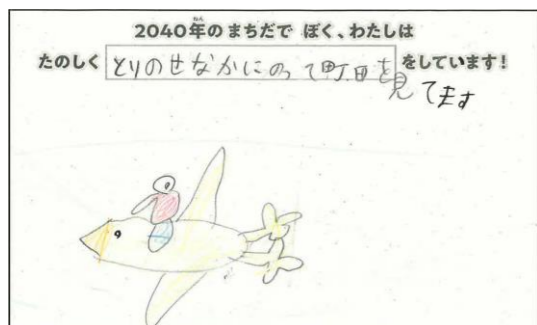 2040年のまちだで ぼく、わたしは
ねん
たのしく とりのせなかにのって町田を見てます をしています！